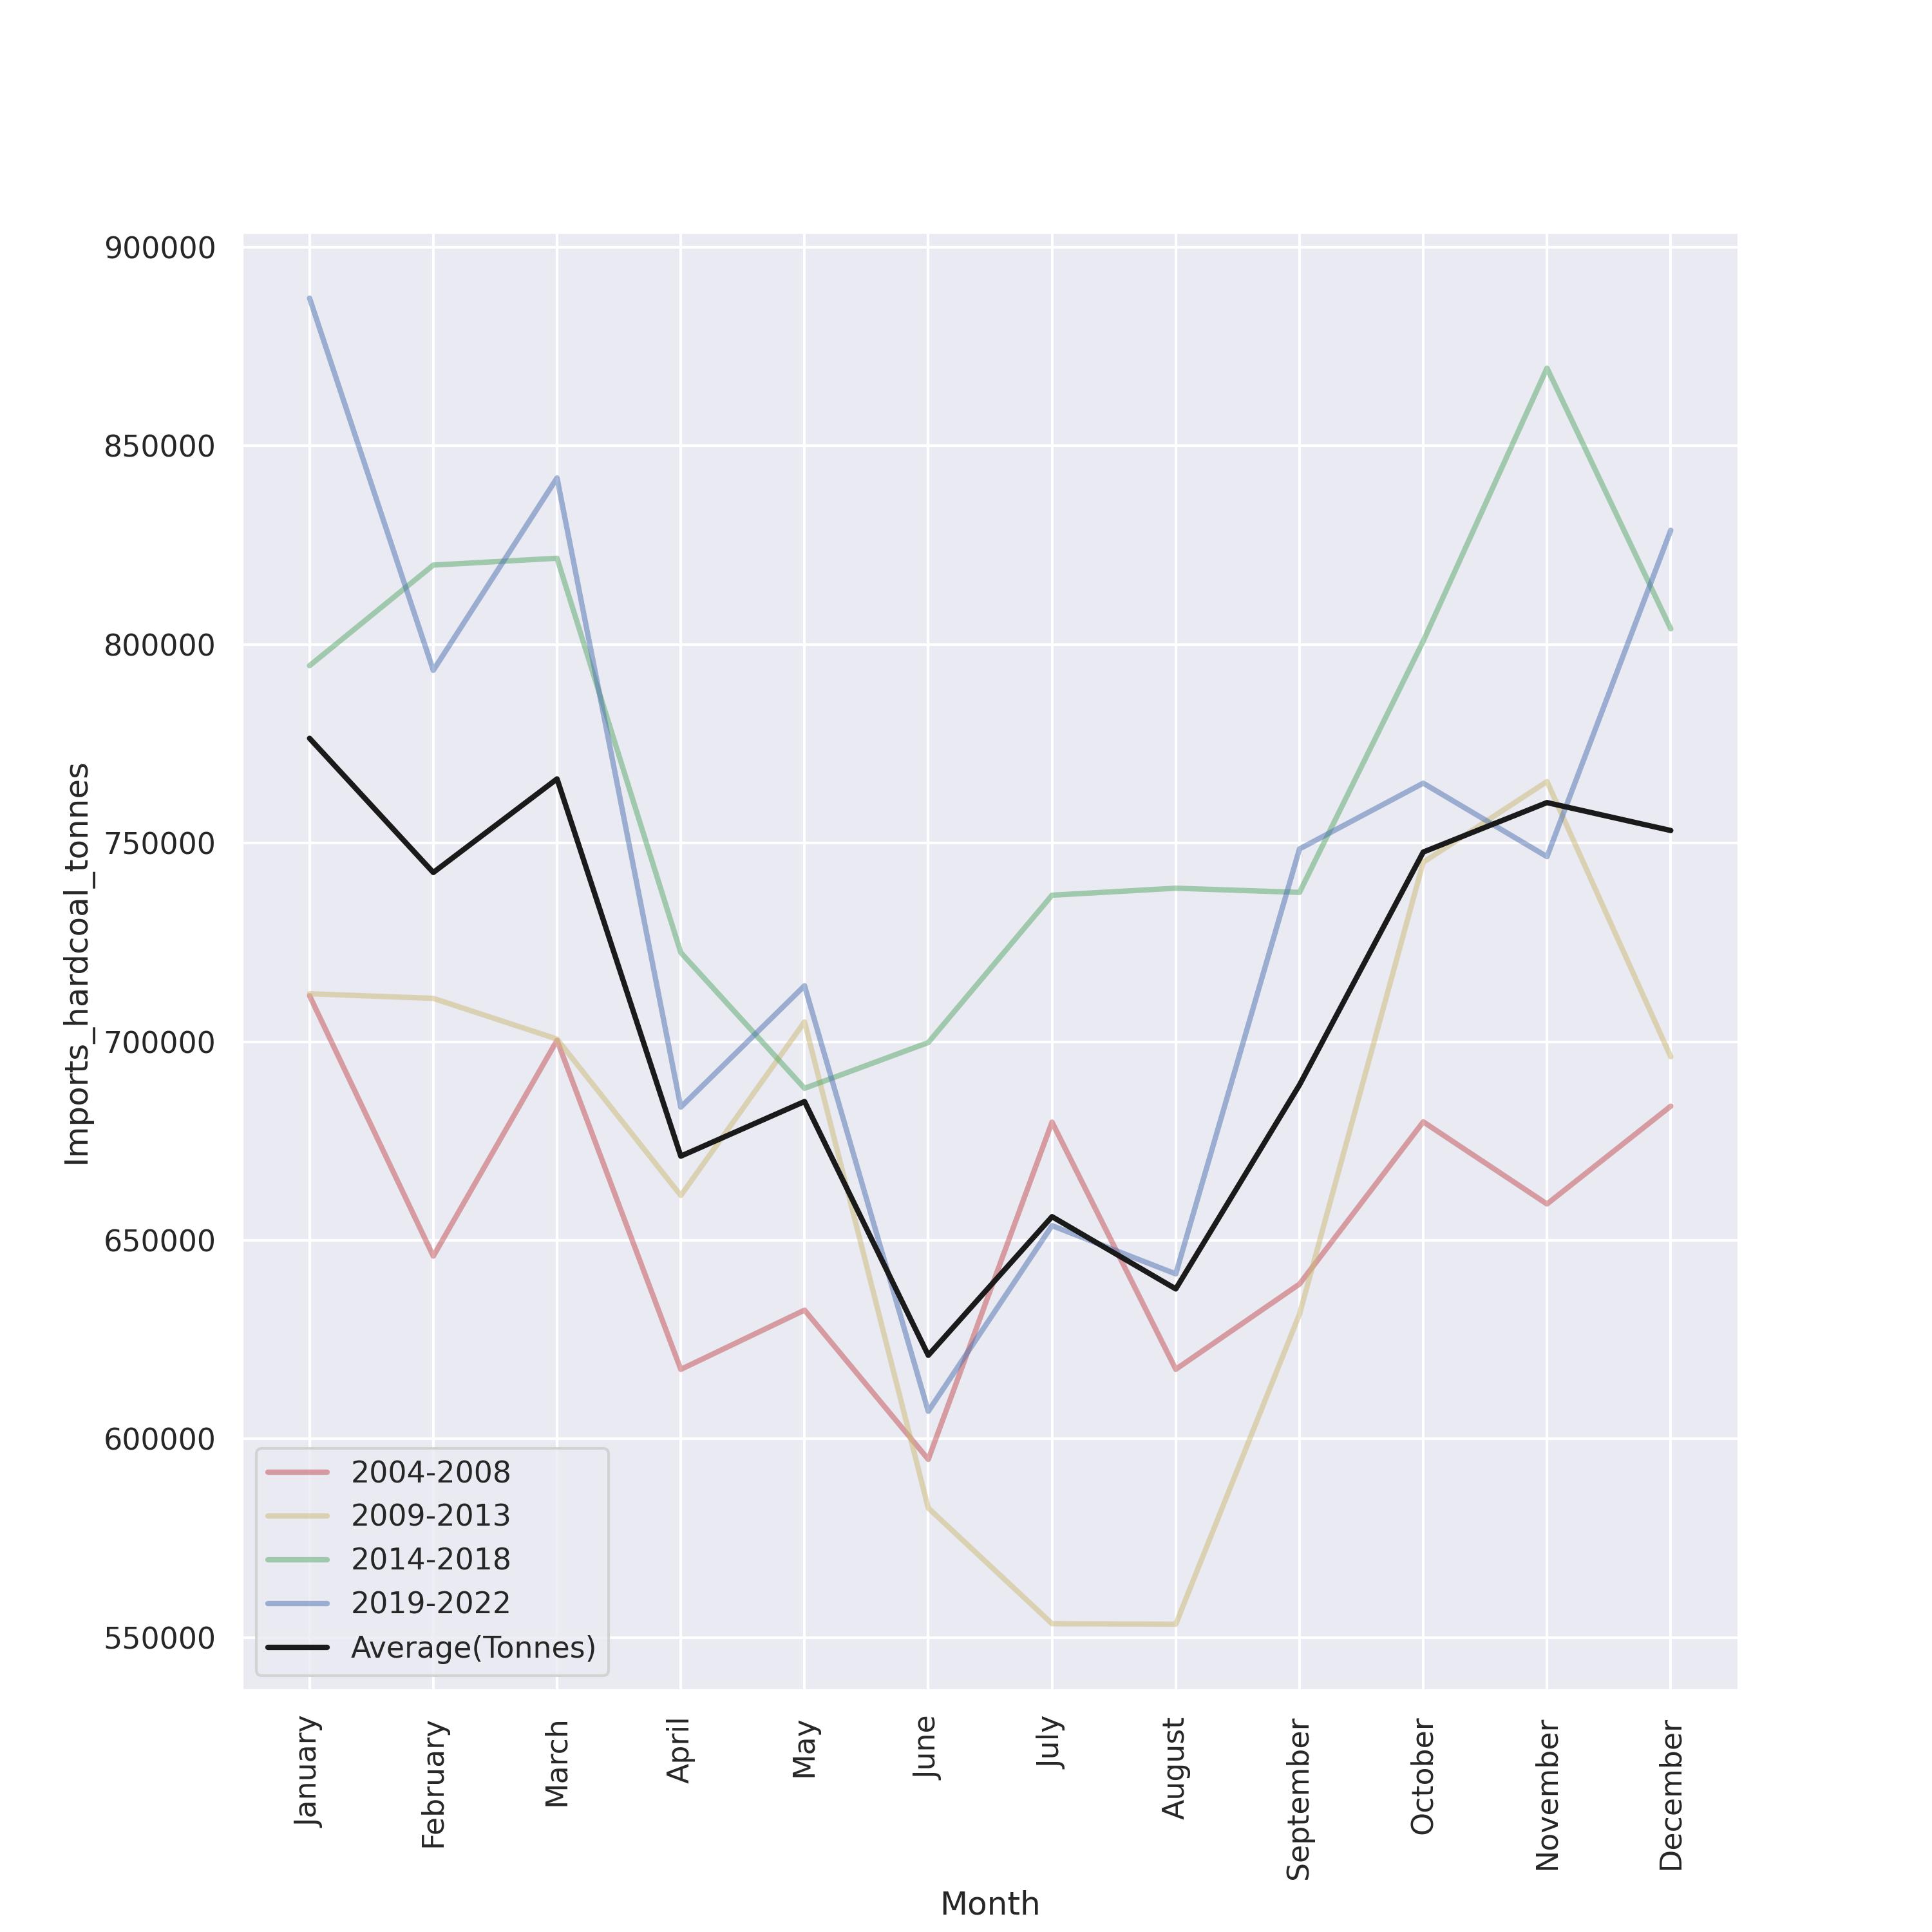 900000
850000
800000
750000
700000
650000
600000
550000
Imports_hardcoal_tonnes
2004-2008
2009-2013
2014-2018
2019-2022
Average(Tonnes)
January
February
March
April
May
June
July
August
September
October
November
December
Month